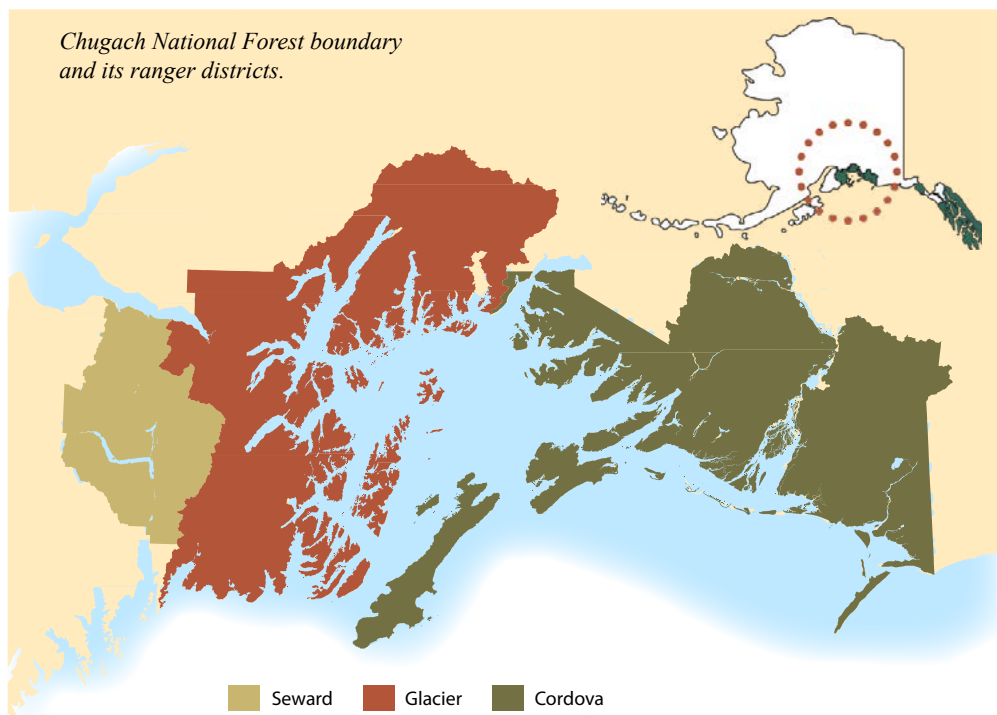 Chugach National Forest boundary
and its ranger districts.
Seward
Glacier
Cordova